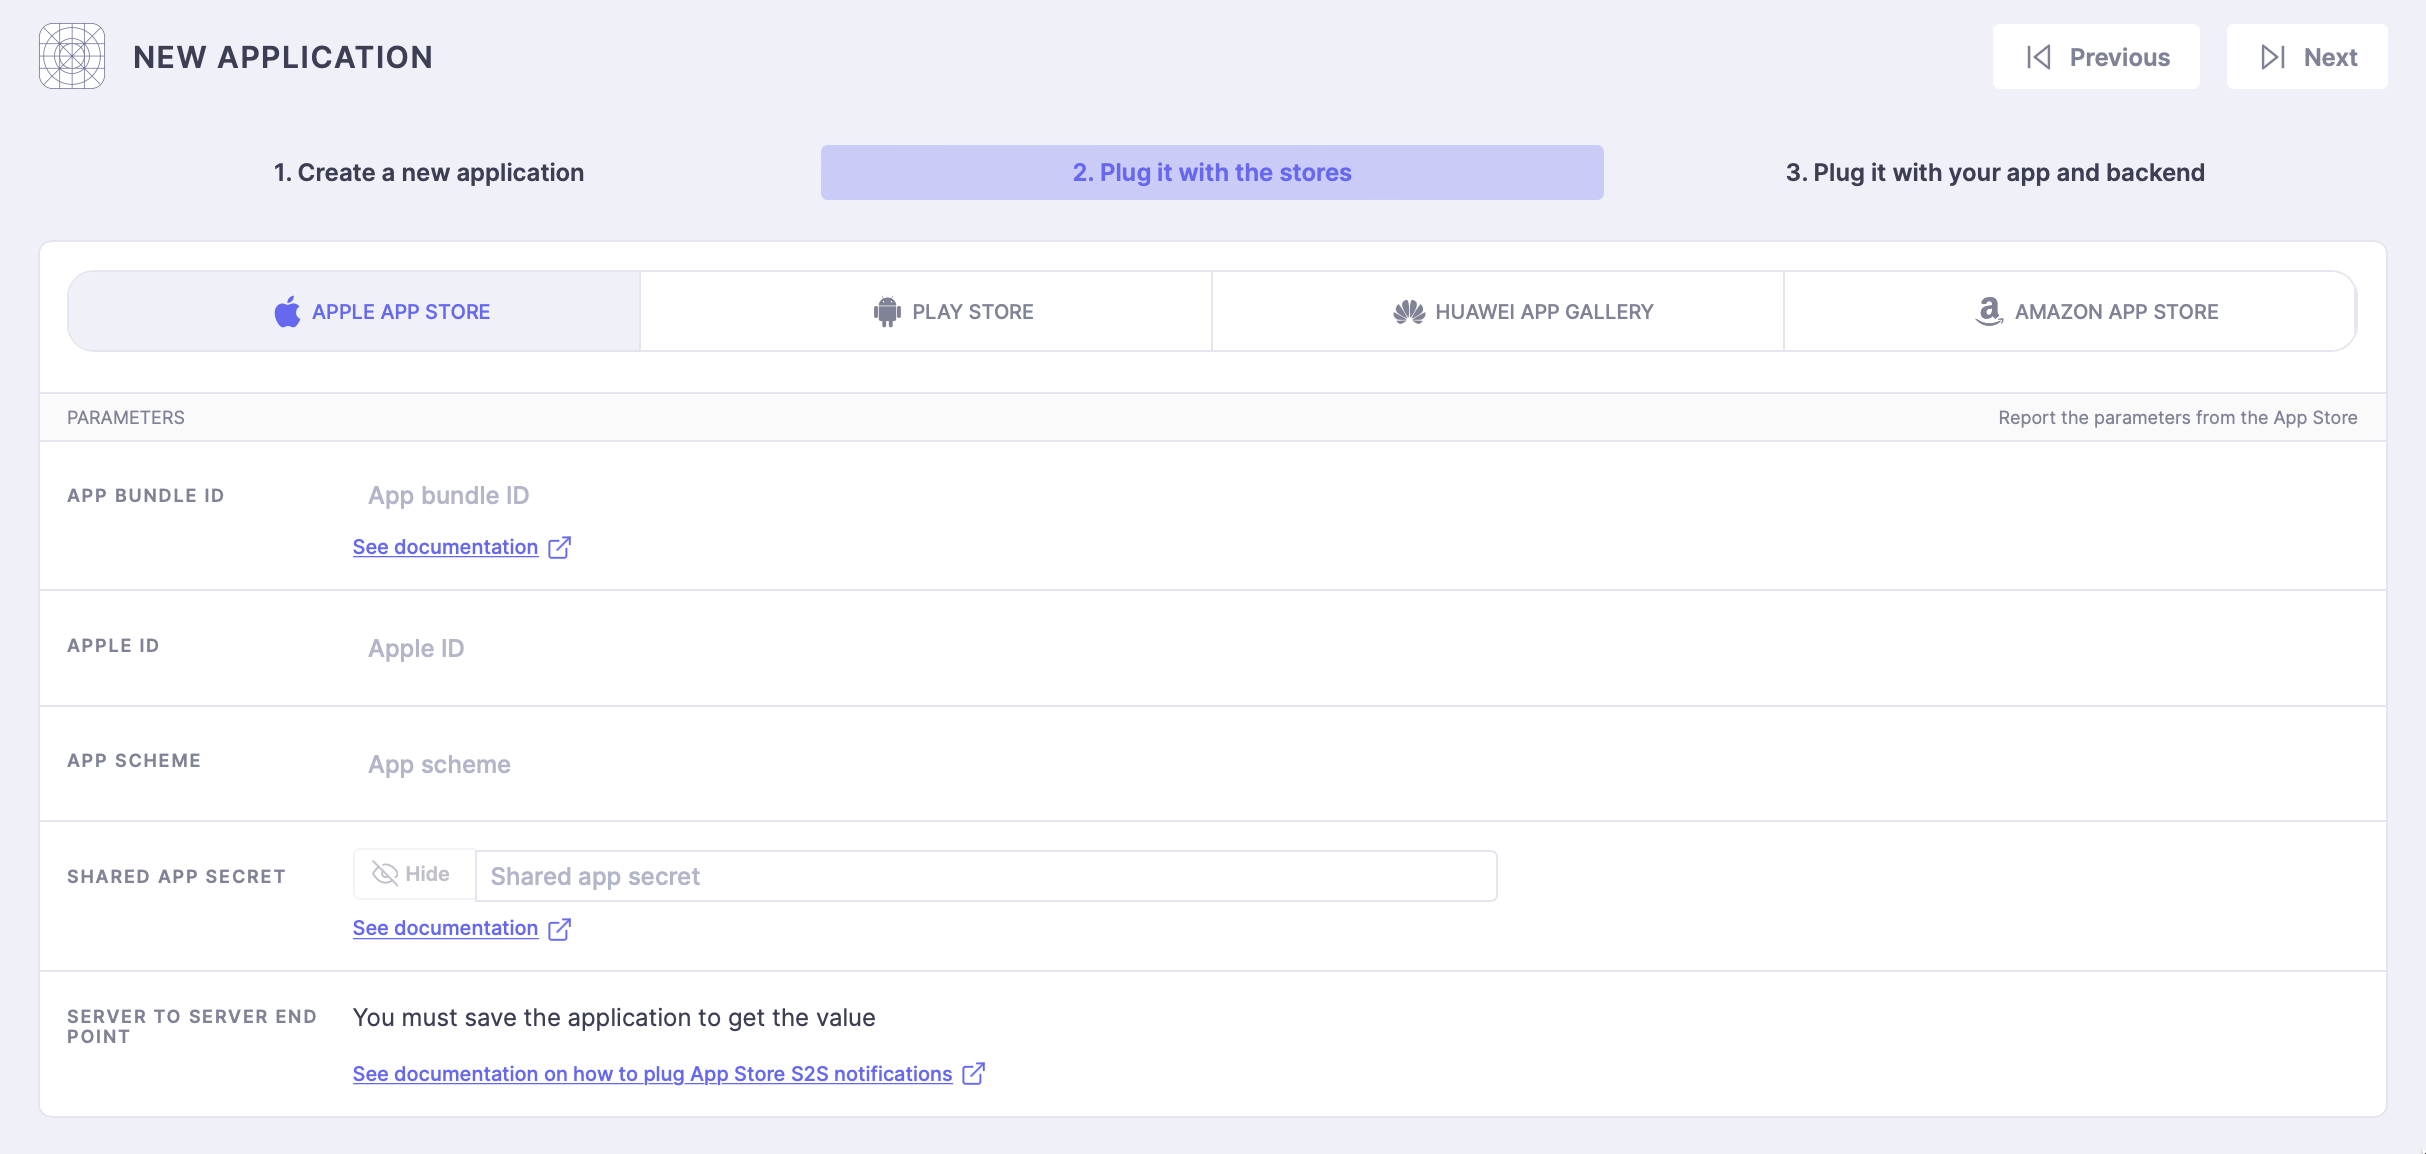 NEW APPLICATION
Previous
Next
1. Create a new application
2. Plug it with the stores
3. Plug it with your app and backend
APPLE APP STORE
PLAY STORE
HUAWEI APP GALLERY
AMAZON APP STORE
PARAMETERS
Report the parameters from the App Store
APP BUNDLE ID
App bundle ID
See documentation
APPLE ID
Apple ID
APP SCHEME
App scheme
SHARED APP SECRET
Hide
Shared app secret
See documentation
SERVER TO SERVER END
POINT
You must save the application to get the value
See documentation on how to plug App Store S2S notifications